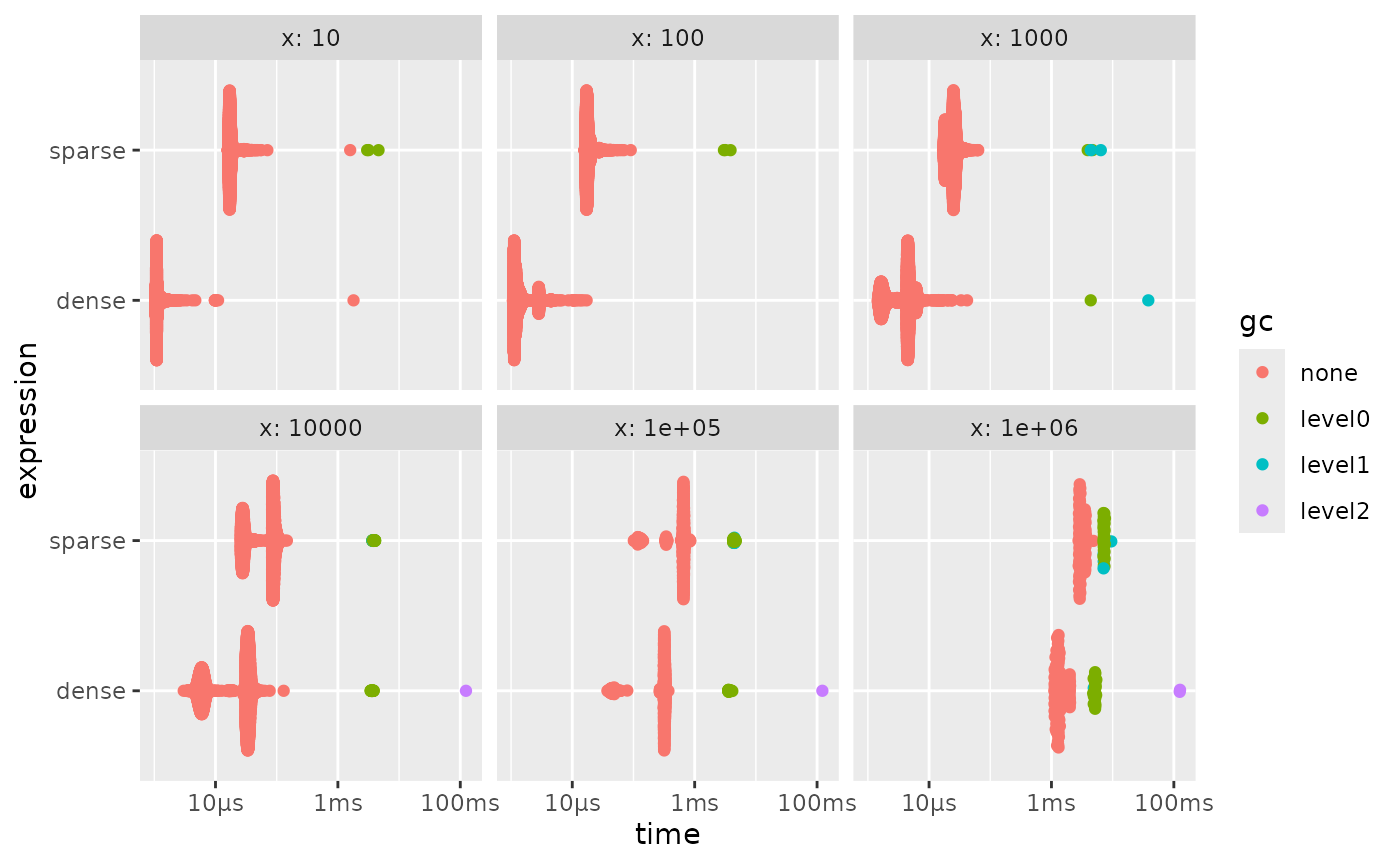 x: 10 x: 100 x: 1000
sparse
dense
x: 10000 x: 1e+05 x: 1e+06
sparse
dense
10µs 1ms 100ms 10µs 1ms 100ms 10µs 1ms 100ms
time
expression
gc
none
level0
level1
level2